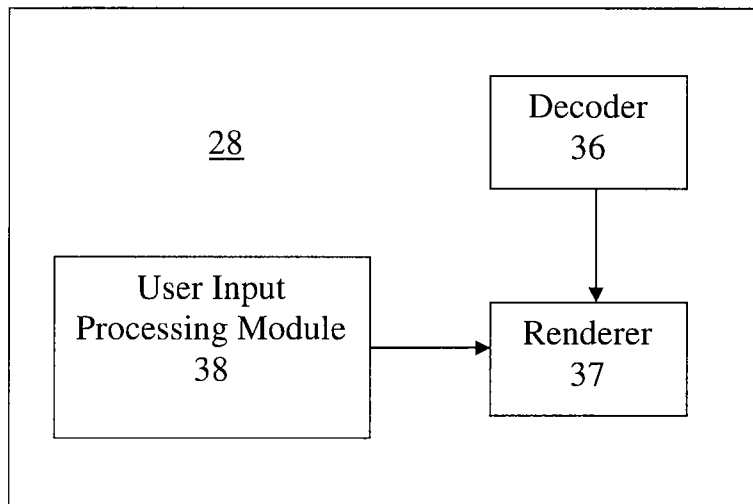 Decoder
36
28
User Input
Processing Module
38
Renderer
37